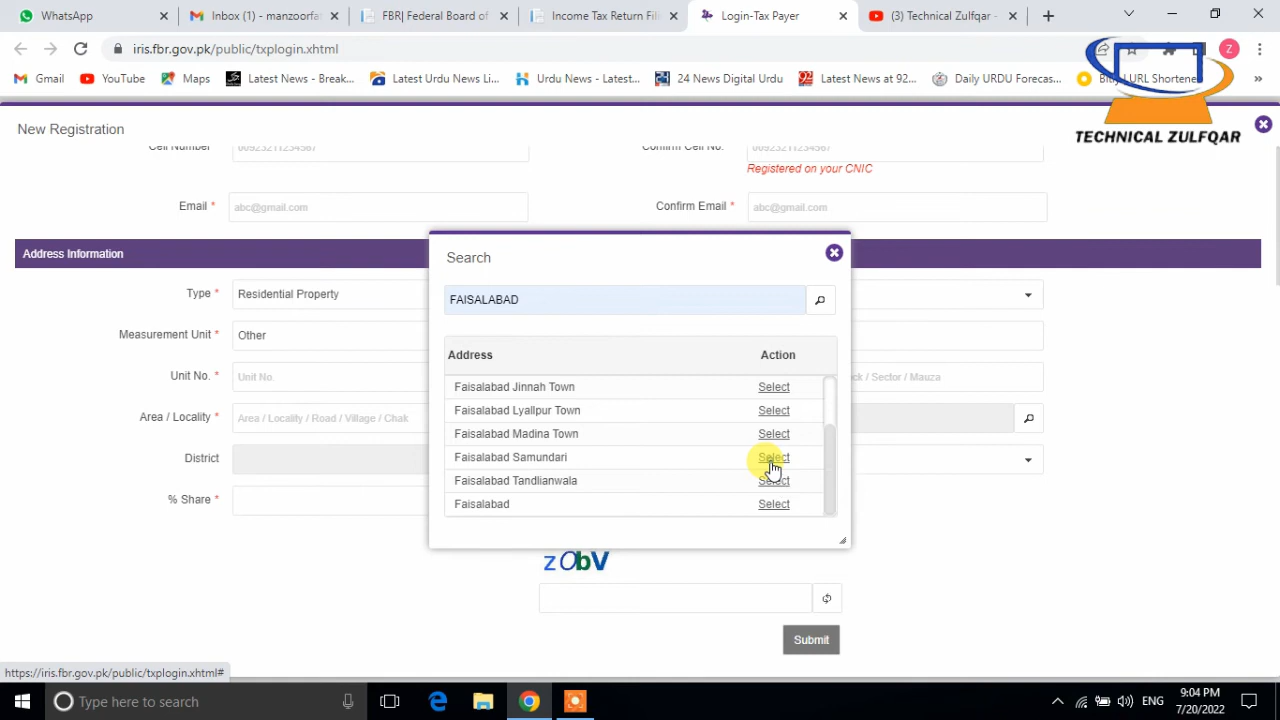 WhatsApp
Inbox (1) - manzoorfa
FBR| Federal Board of
Income Tax Return Fili
Login-Tax Payer
(3) Technical Zulfqar -
iris.fbr.gov.pk/public/txplogin.xhtml
Z
Gmail
YouTube
Maps
Latest News - Break...
Latest Urdu News Li...
Urdu News - Latest...
24 News Digital Urdu
Latest News at 92...
Daily URDU Forecas...
Bitly | URL Shortene
TECHNICAL ZULFQAR
New Registration
Cell Number
00923211234567
Confirm Cell No.
00923211234567
Registered on your CNIC
Email *
abc@gmail.com
Confirm Email *
abc@gmail.com
Address Information
Search
Type *
Residential Property
FAISALABAD
Measurement Unit *
Other
Address
Action
Unit No. *
Unit No.
Faisalabad Jinnah Town
Select
ck / Sector / Mauza
Faisalabad Lyallpur Town
Select
Area / Locality *
Area / Locality / Road / Village / Chak
Faisalabad Madina Town
Select
District
Faisalabad Samundari
Select
Faisalabad Tandlianwala
Select
% Share *
Faisalabad
Select
zObV
Submit
https://iris.fbr.gov.pk/public/txplogin.xhtml#
Type here to search
ENG
9:04 PM
7/20/2022